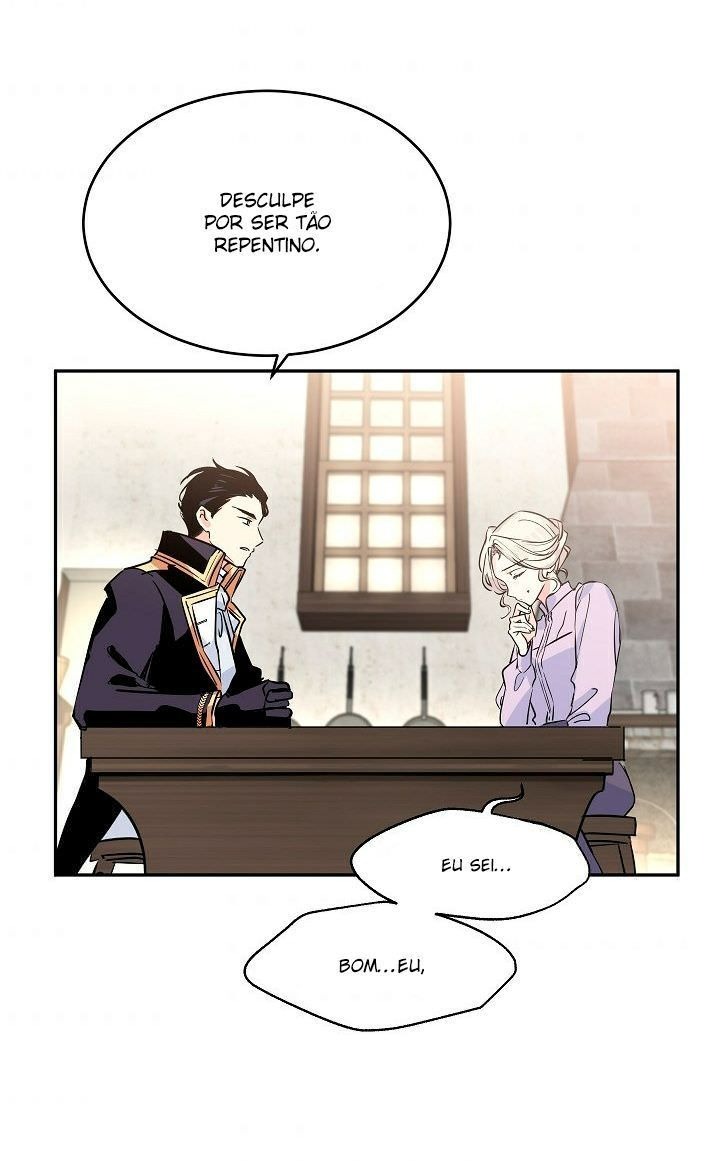 DESCULPE
POR SER TÃO
REPENTINO.
EU SEI...
BOM...EU,